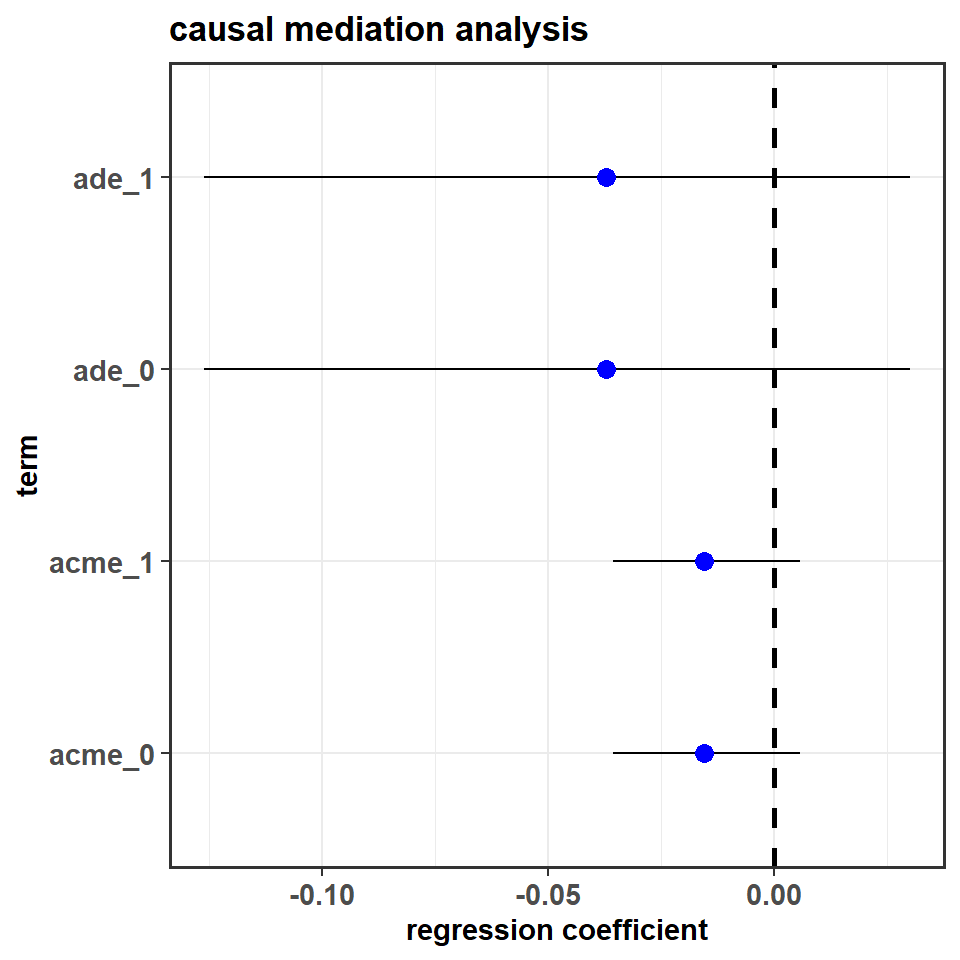 causal mediation analysis
ade_1
ade_0
term
acme_1
acme_0
-0.10
-0.05
0.00
regression coefficient